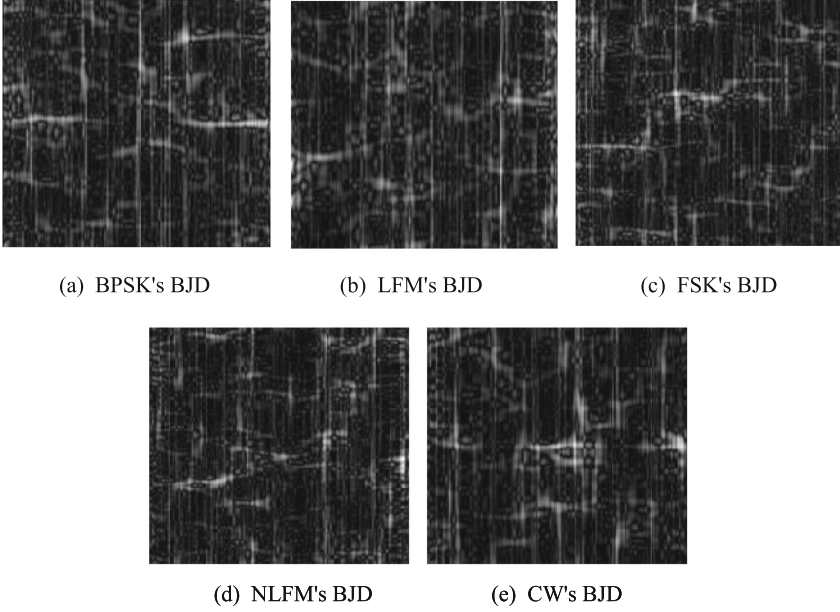 (a) BPSK's BJD
(b) LFM's BJD
(c) FSK's BJD
(d) NLFM's BJD
(e) CW's BJD